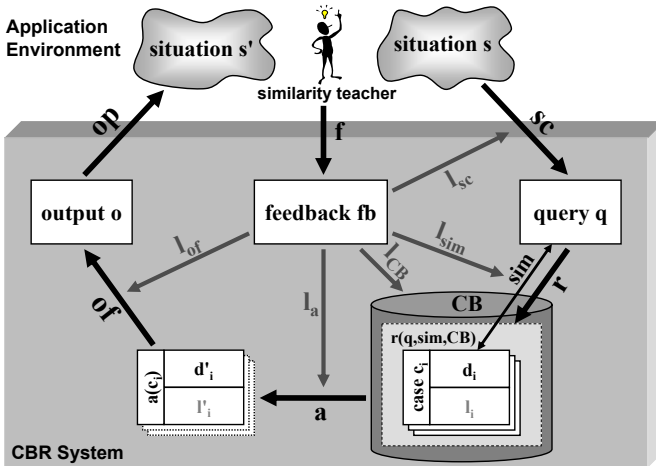 Application
Environment
situation s'
situation s
similarity teacher
op
f
sc
l_sc
output o
feedback fb
query q
l_of
l_sim
l_CB
sim
r
of
l_a
CB
r(q,sim,CB)
a(c_i)
d'_i
l'_i
case c_i
d_i
l_i
a
CBR System